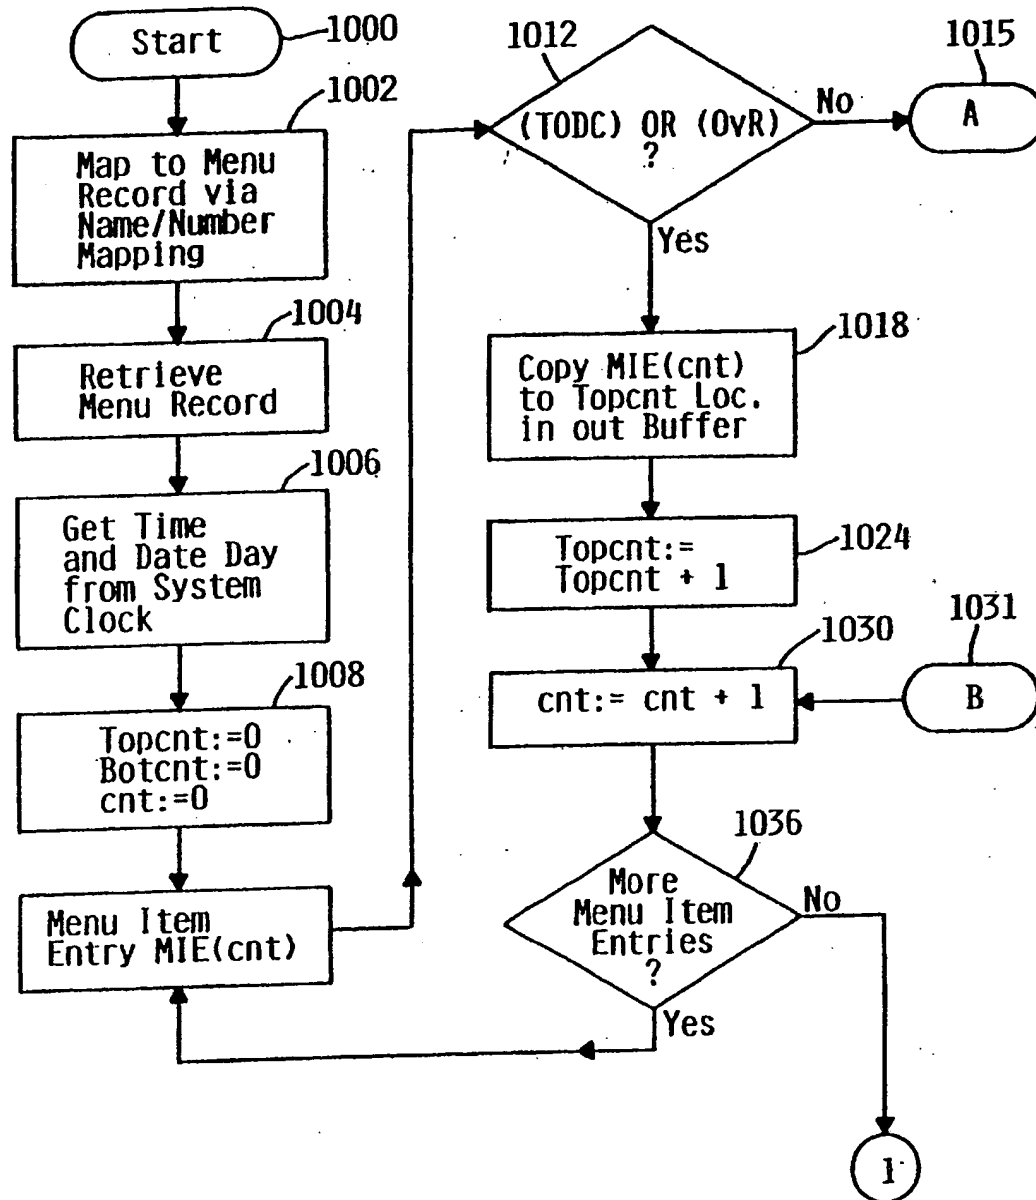 Start
1000
1002
Map to Menu
Record via
Name/Number
Mapping
1004
Retrieve
Menu Record
1006
Get Time
and Date Day
from System
Clock
1008
Topcnt:=0
Botcnt:=0
cnt:=0
Menu Item
Entry MIE(cnt)
1012
(TODC) OR (OvR)
?
No
1015
A
Yes
1018
Copy MIE(cnt)
to Topcnt Loc.
in out Buffer
1024
Topcnt:=
Topcnt + 1
1030
cnt:= cnt + 1
1031
B
1036
More
Menu Item
Entries
?
No
Yes
1